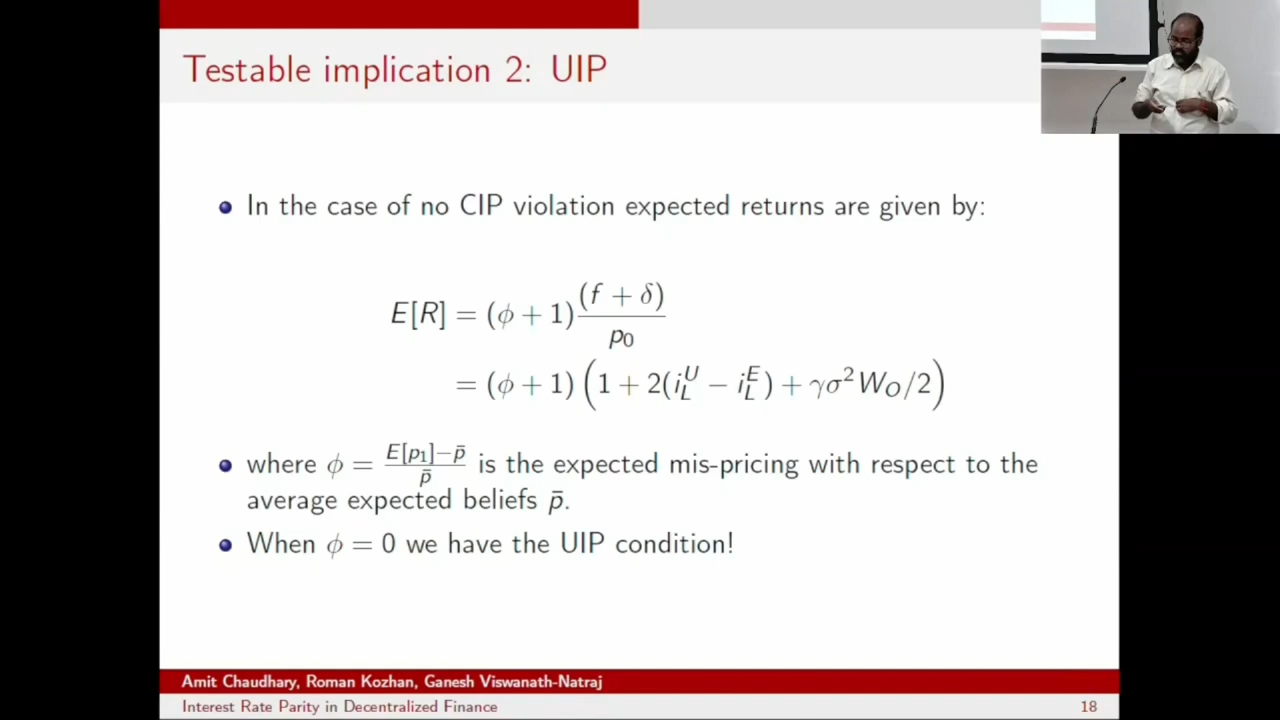 Testable implication 2: UIP
In the case of no CIP violation expected returns are given by:
E[R] = (ϕ + 1) (f + δ) / p₀
= (ϕ + 1) (1 + 2(i_L^U − i_L^E) + γσ²W_O/2)
where ϕ = (E[p₁]−p̄) / p̄ is the expected mis-pricing with respect to the
average expected beliefs p̄.
When ϕ = 0 we have the UIP condition!
Amit Chaudhary, Roman Kozhan, Ganesh Viswanath-Natraj
Interest Rate Parity in Decentralized Finance 18